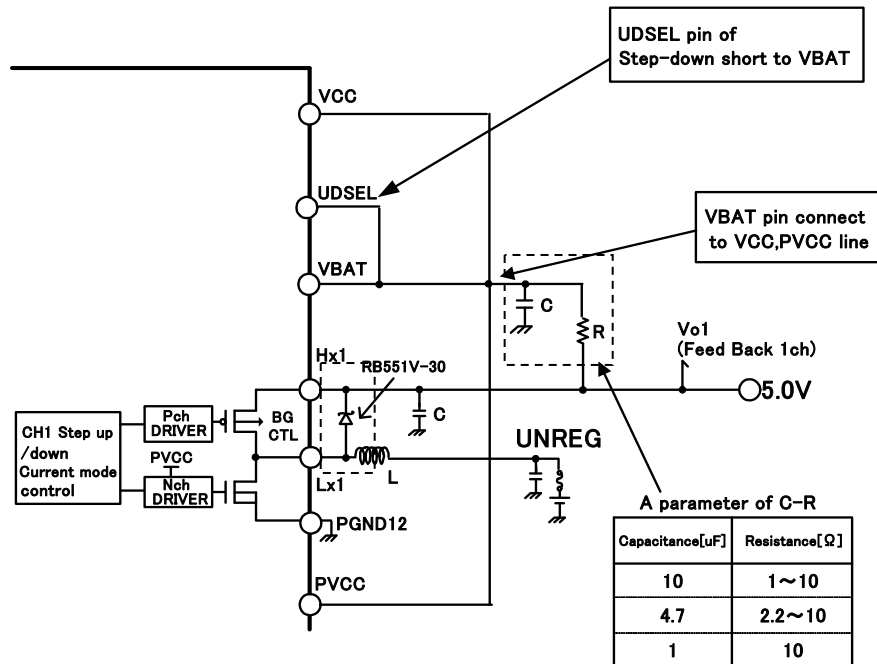 UDSEL pin of
Step-down short to VBAT
VCC
UDSEL
VBAT pin connect
to VCC,PVCC line
VBAT
C
R
Vo1
(Feed Back 1ch)
Hx1
RB551V-30
5.0V
Pch
DRIVER
BG
CTL
C
CH1 Step up
/down
Current mode
control
PVCC
UNREG
Nch
DRIVER
Lx1
L
PGND12
A parameter of C-R
Capacitance[uF] Resistance[Ω]
10 1~10
4.7 2.2~10
1 10
PVCC